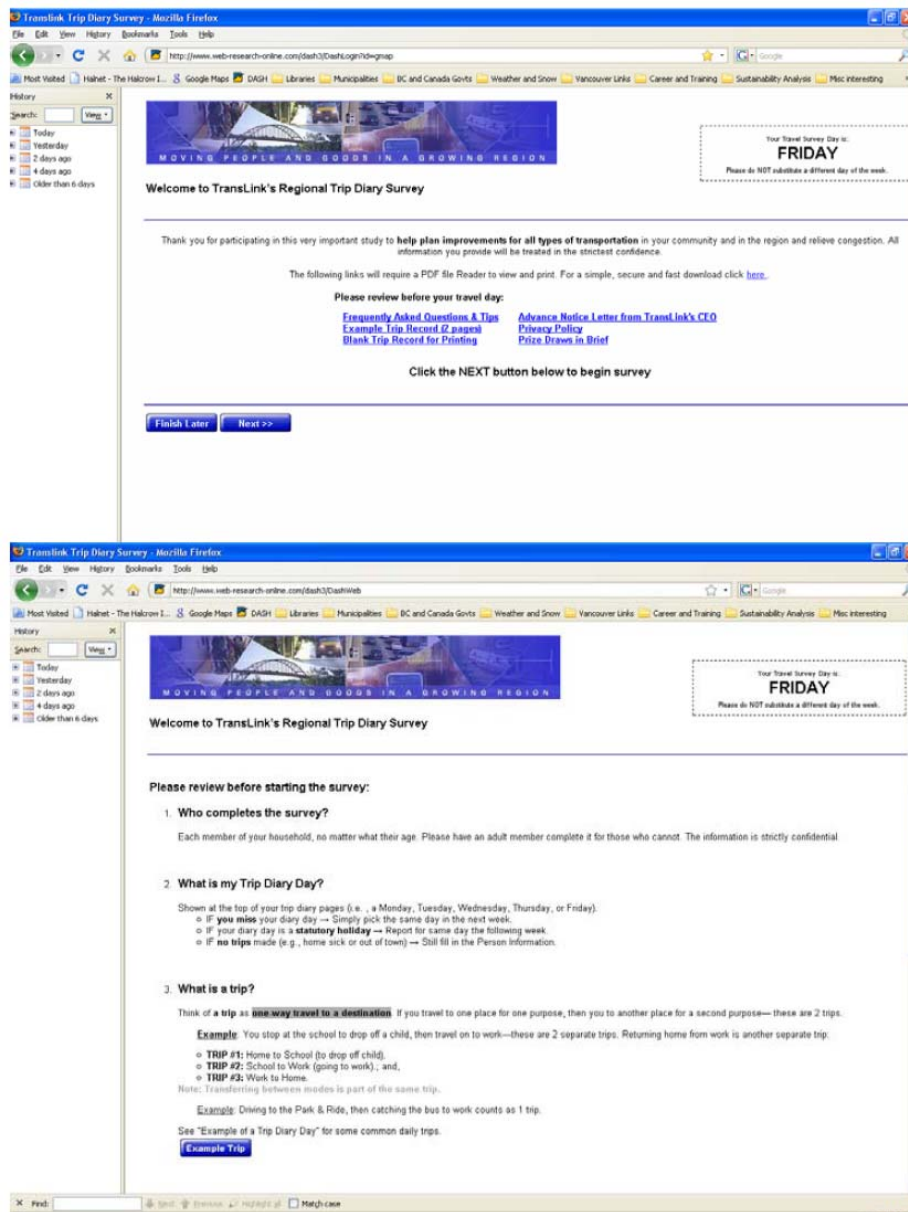 Translink Trip Diary Survey - Mozilla Firefox
File Edit View History Bookmarks Tools Help
http://www.web-research-online.com/dash3/DashLogin?id=gmap
Google
Most Visited Halnet - The Halcrow I... Google Maps DASH Libraries Municipalities BC and Canada Govts Weather and Snow Vancouver Links Career and Training Sustainability Analysis Misc interesting
History
Search: View
Today
Yesterday
2 days ago
4 days ago
Older than 6 days
MOVING PEOPLE AND GOODS IN A GROWING REGION
Your Travel Survey Day is:
FRIDAY
Please do NOT substitute a different day of the week.
Welcome to TransLink's Regional Trip Diary Survey
Thank you for participating in this very important study to help plan improvements for all types of transportation in your community and in the region and relieve congestion. All
information you provide will be treated in the strictest confidence.
The following links will require a PDF file Reader to view and print. For a simple, secure and fast download click here.
Please review before your travel day:
Frequently Asked Questions & Tips Advance Notice Letter from TransLink's CEO
Example Trip Record (2 pages) Privacy Policy
Blank Trip Record for Printing Prize Draws in Brief
Click the NEXT button below to begin survey
Finish Later Next >>
Translink Trip Diary Survey - Mozilla Firefox
File Edit View History Bookmarks Tools Help
http://www.web-research-online.com/dash3/DashWeb
Google
Most Visited Halnet - The Halcrow I... Google Maps DASH Libraries Municipalities BC and Canada Govts Weather and Snow Vancouver Links Career and Training Sustainability Analysis Misc interesting
History
Search: View
Today
Yesterday
2 days ago
4 days ago
Older than 6 days
MOVING PEOPLE AND GOODS IN A GROWING REGION
Your Travel Survey Day is:
FRIDAY
Please do NOT substitute a different day of the week.
Welcome to TransLink's Regional Trip Diary Survey
Please review before starting the survey:
1. Who completes the survey?
Each member of your household, no matter what their age. Please have an adult member complete it for those who cannot. The information is strictly confidential
2. What is my Trip Diary Day?
Shown at the top of your trip diary pages (i.e. , a Monday, Tuesday, Wednesday, Thursday, or Friday).
IF you miss your diary day → Simply pick the same day in the next week.
IF your diary day is a statutory holiday → Report for same day the following week.
IF no trips made (e.g., home sick or out of town) → Still fill in the Person Information.
3. What is a trip?
Think of a trip as one way travel to a destination. If you travel to one place for one purpose, then you to another place for a second purpose— these are 2 trips.
Example: You stop at the school to drop off a child, then travel on to work—these are 2 separate trips. Returning home from work is another separate trip:
TRIP #1: Home to School (to drop off child),
TRIP #2: School to Work (going to work).; and,
TRIP #3: Work to Home.
Note: Transferring between modes is part of the same trip.
Example: Driving to the Park & Ride, then catching the bus to work counts as 1 trip.
See "Example of a Trip Diary Day" for some common daily trips.
Example Trip
Find: Next Previous Highlight all Match case